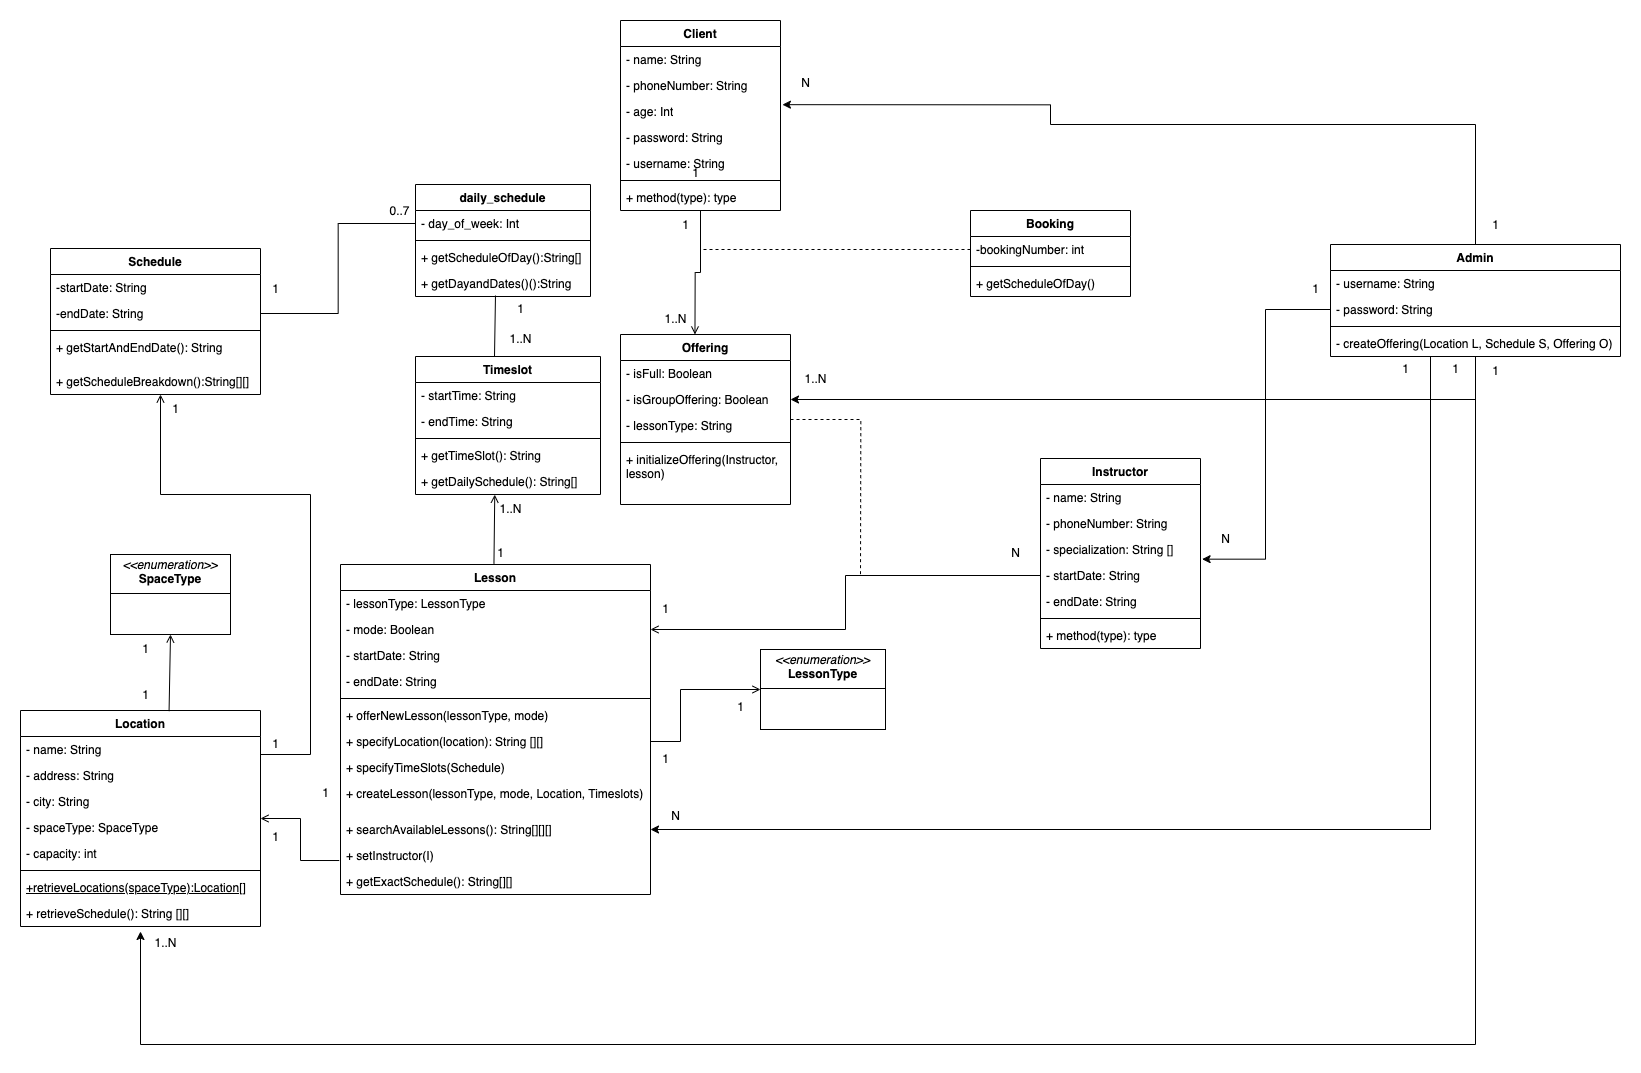 Client
- name: String
- phoneNumber: String
- age: Int
- password: String
- username: String
1
+ method(type): type
N
1
1
1..N
daily_schedule
- day_of_week: Int
+ getScheduleOfDay():String[]
+ getDayandDates()():String
0..7
1
1..N
Booking
-bookingNumber: int
+ getScheduleOfDay()
Admin
- username: String
- password: String
- createOffering(Location L, Schedule S, Offering O)
1
1
1
1
Schedule
-startDate: String
-endDate: String
+ getStartAndEndDate(): String
+ getScheduleBreakdown():String[][]
1
1
Timeslot
- startTime: String
- endTime: String
+ getTimeSlot(): String
+ getDailySchedule(): String[]
1..N
1
Offering
- isFull: Boolean
- isGroupOffering: Boolean
- lessonType: String
+ initializeOffering(Instructor,
lesson)
1..N
Instructor
- name: String
- phoneNumber: String
- specialization: String []
- startDate: String
- endDate: String
+ method(type): type
N
N
<<enumeration>>
SpaceType
1
1
Lesson
- lessonType: LessonType
- mode: Boolean
- startDate: String
- endDate: String
+ offerNewLesson(lessonType, mode)
+ specifyLocation(location): String [][]
+ specifyTimeSlots(Schedule)
+ createLesson(lessonType, mode, Location, Timeslots)
+ searchAvailableLessons(): String[][][]
+ setInstructor(I)
+ getExactSchedule(): String[][]
1
<<enumeration>>
LessonType
1
1
N
Location
- name: String
- address: String
- city: String
- spaceType: SpaceType
- capacity: int
+retrieveLocations(spaceType):Location[]
+ retrieveSchedule(): String [][]
1
1
1
1..N